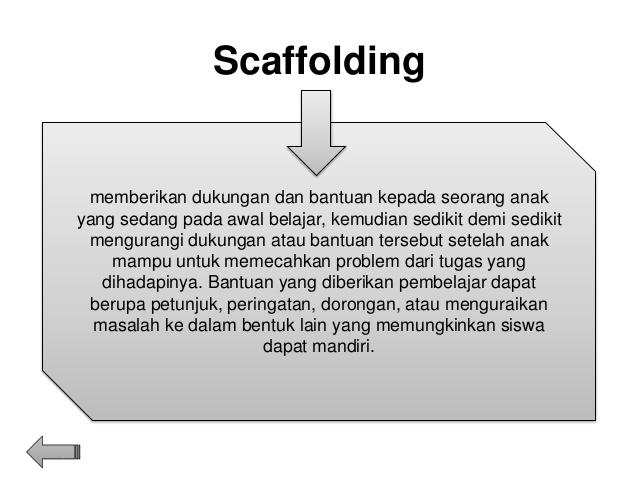 Scaffolding
memberikan dukungan dan bantuan kepada seorang anak
yang sedang pada awal belajar, kemudian sedikit demi sedikit
mengurangi dukungan atau bantuan tersebut setelah anak
mampu untuk memecahkan problem dari tugas yang
dihadapinya. Bantuan yang diberikan pembelajar dapat
berupa petunjuk, peringatan, dorongan, atau menguraikan
masalah ke dalam bentuk lain yang memungkinkan siswa
dapat mandiri.